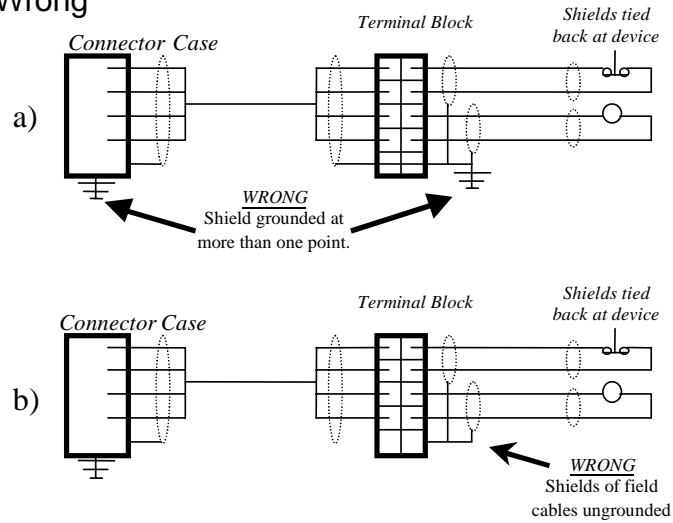 Wrong
Terminal Block
Shields tied
back at device
Connector Case
a)
WRONG
Shield grounded at
more than one point.
Terminal Block
Shields tied
back at device
Connector Case
b)
WRONG
Shields of field
cables ungrounded